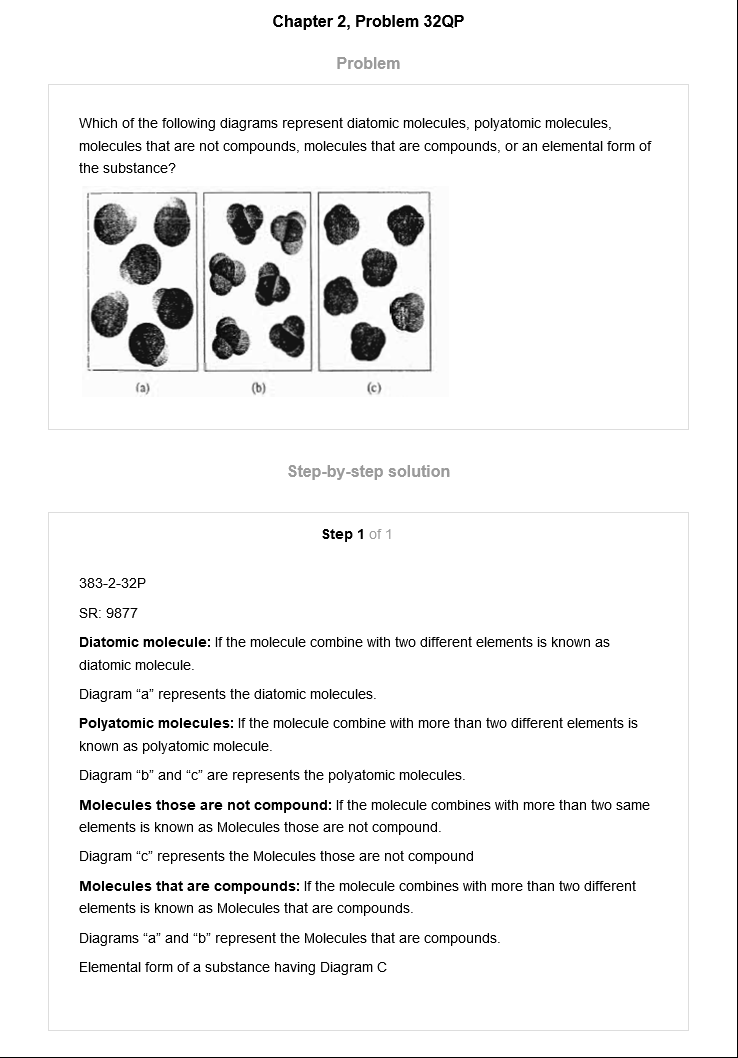 Chapter 2, Problem 32QP
Problem
Which of the following diagrams represent diatomic molecules, polyatomic molecules,
molecules that are not compounds, molecules that are compounds, or an elemental form of
the substance?
(a) (b) (c)
Step-by-step solution
Step 1 of 1
383-2-32P
SR: 9877
Diatomic molecule: If the molecule combine with two different elements is known as
diatomic molecule.
Diagram “a” represents the diatomic molecules.
Polyatomic molecules: If the molecule combine with more than two different elements is
known as polyatomic molecule.
Diagram “b” and “c” are represents the polyatomic molecules.
Molecules those are not compound: If the molecule combines with more than two same
elements is known as Molecules those are not compound.
Diagram “c” represents the Molecules those are not compound
Molecules that are compounds: If the molecule combines with more than two different
elements is known as Molecules that are compounds.
Diagrams “a” and “b” represent the Molecules that are compounds.
Elemental form of a substance having Diagram C